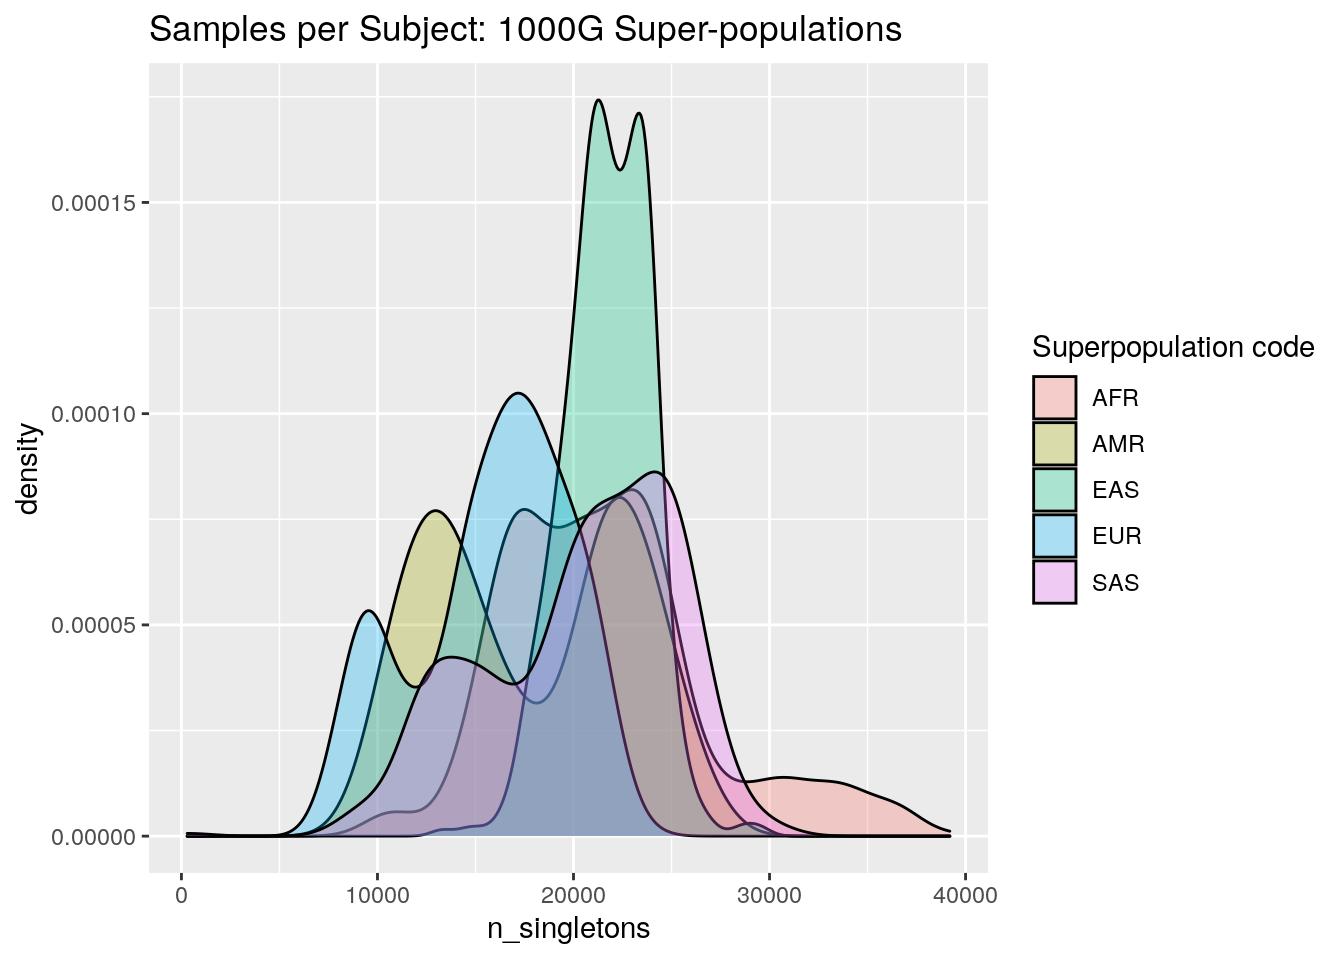 Samples per Subject: 1000G Super-populations
density
0.00015
0.00010
0.00005
0.00000
0
10000
20000
30000
40000
n_singletons
Superpopulation code
AFR
AMR
EAS
EUR
SAS